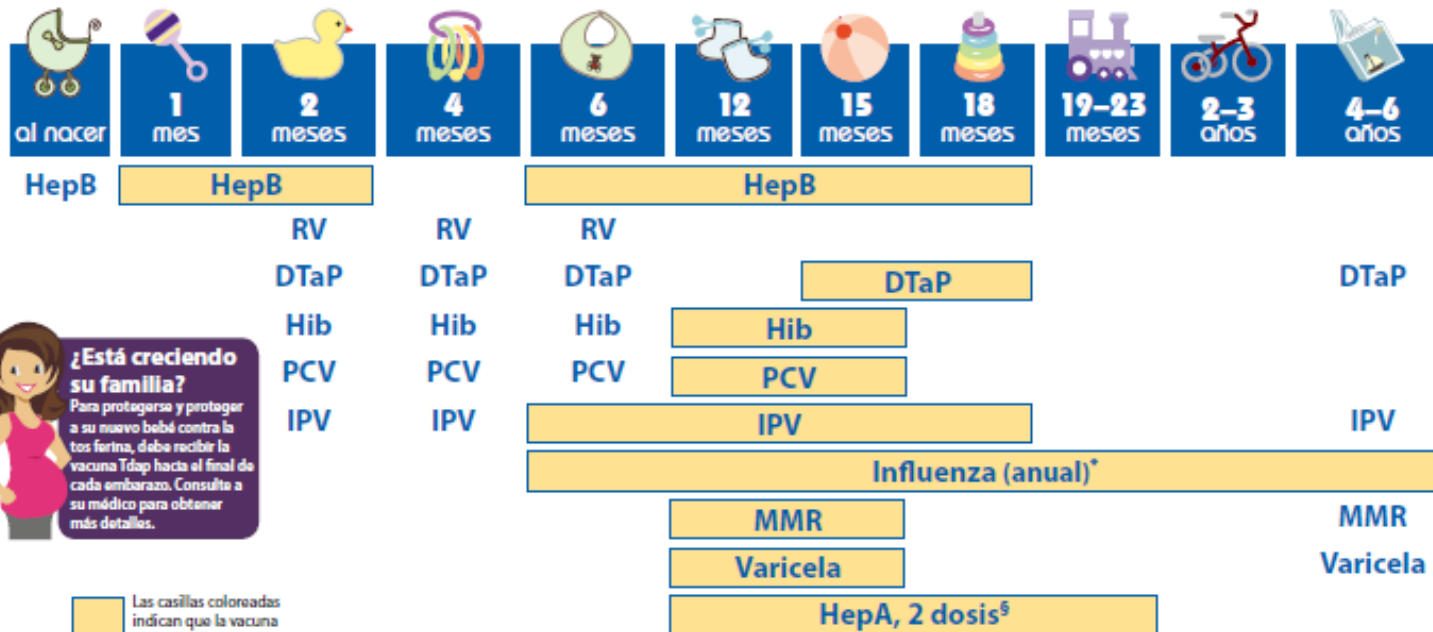 al nacer
1
mes
2
meses
4
meses
6
meses
12
meses
15
meses
18
meses
19–23
meses
2–3
años
4–6
años
HepB HepB HepB
RV RV RV
DTaP DTaP DTaP DTaP DTaP
Hib Hib Hib Hib
PCV PCV PCV PCV
IPV IPV IPV IPV
Influenza (anual)*
MMR MMR
Varicela Varicela
HepA, 2 dosis§
¿Está creciendo
su familia?
Para protegerse y proteger
a su nuevo bebé contra la
tos ferina, debe recibir la
vacuna Tdap hacia el final de
cada embarazo. Consulte a
su médico para obtener
más detalles.
Las casillas coloreadas
indican que la vacuna